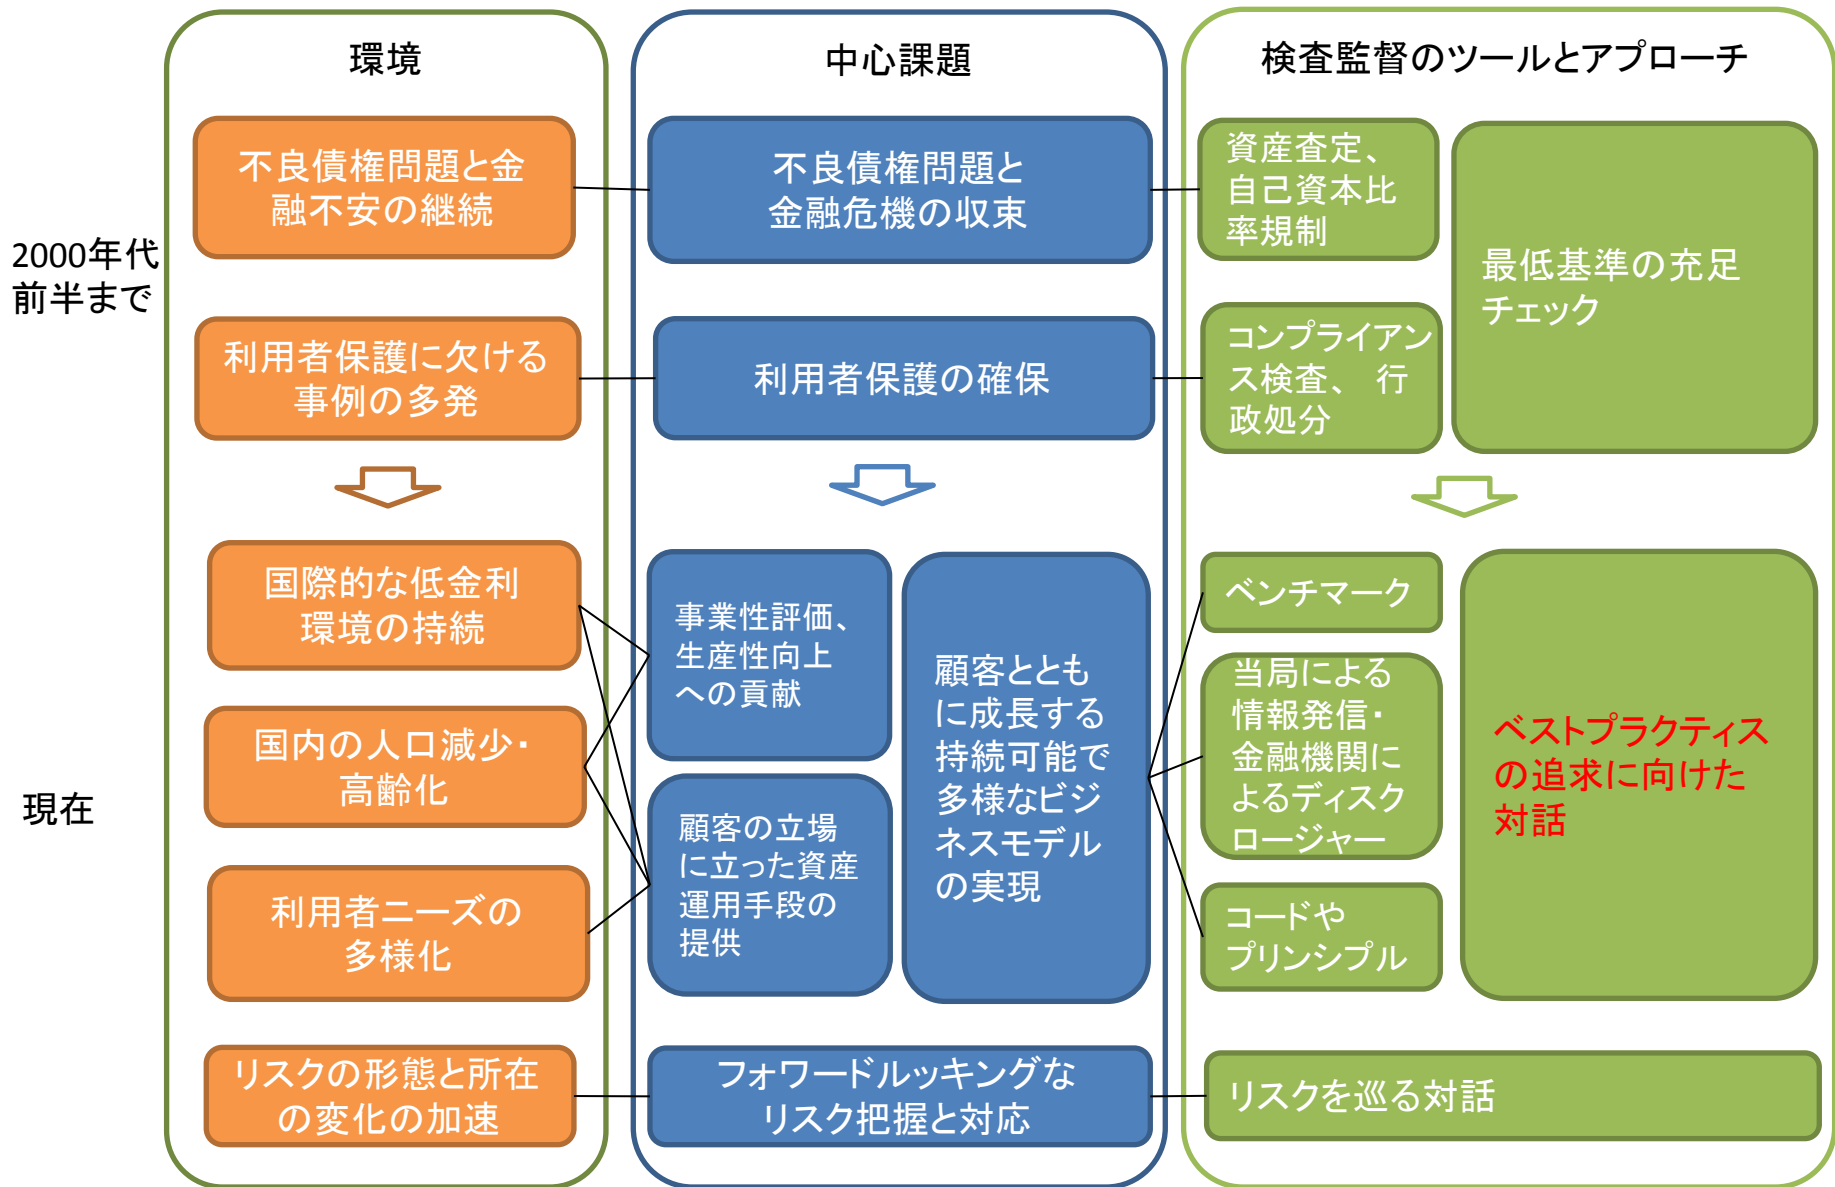 環境
中心課題
検査監督のツールとアプローチ
2000年代
前半まで
不良債権問題と金
融不安の継続
不良債権問題と
金融危機の収束
資産査定、
自己資本比
率規制
最低基準の充足
チェック
利用者保護に欠ける
事例の多発
利用者保護の確保
コンプライアン
ス検査、 行
政処分
現在
国際的な低金利
環境の持続
国内の人口減少・
高齢化
利用者ニーズの
多様化
事業性評価、
生産性向上
への貢献
顧客の立場
に立った資産
運用手段の
提供
顧客ととも
に成長する
持続可能で
多様なビジ
ネスモデル
の実現
ベンチマーク
当局による
情報発信・
金融機関に
よるディスク
ロージャー
コードや
プリンシプル
ベストプラクティス
の追求に向けた
対話
リスクの形態と所在
の変化の加速
フォワードルッキングな
リスク把握と対応
リスクを巡る対話